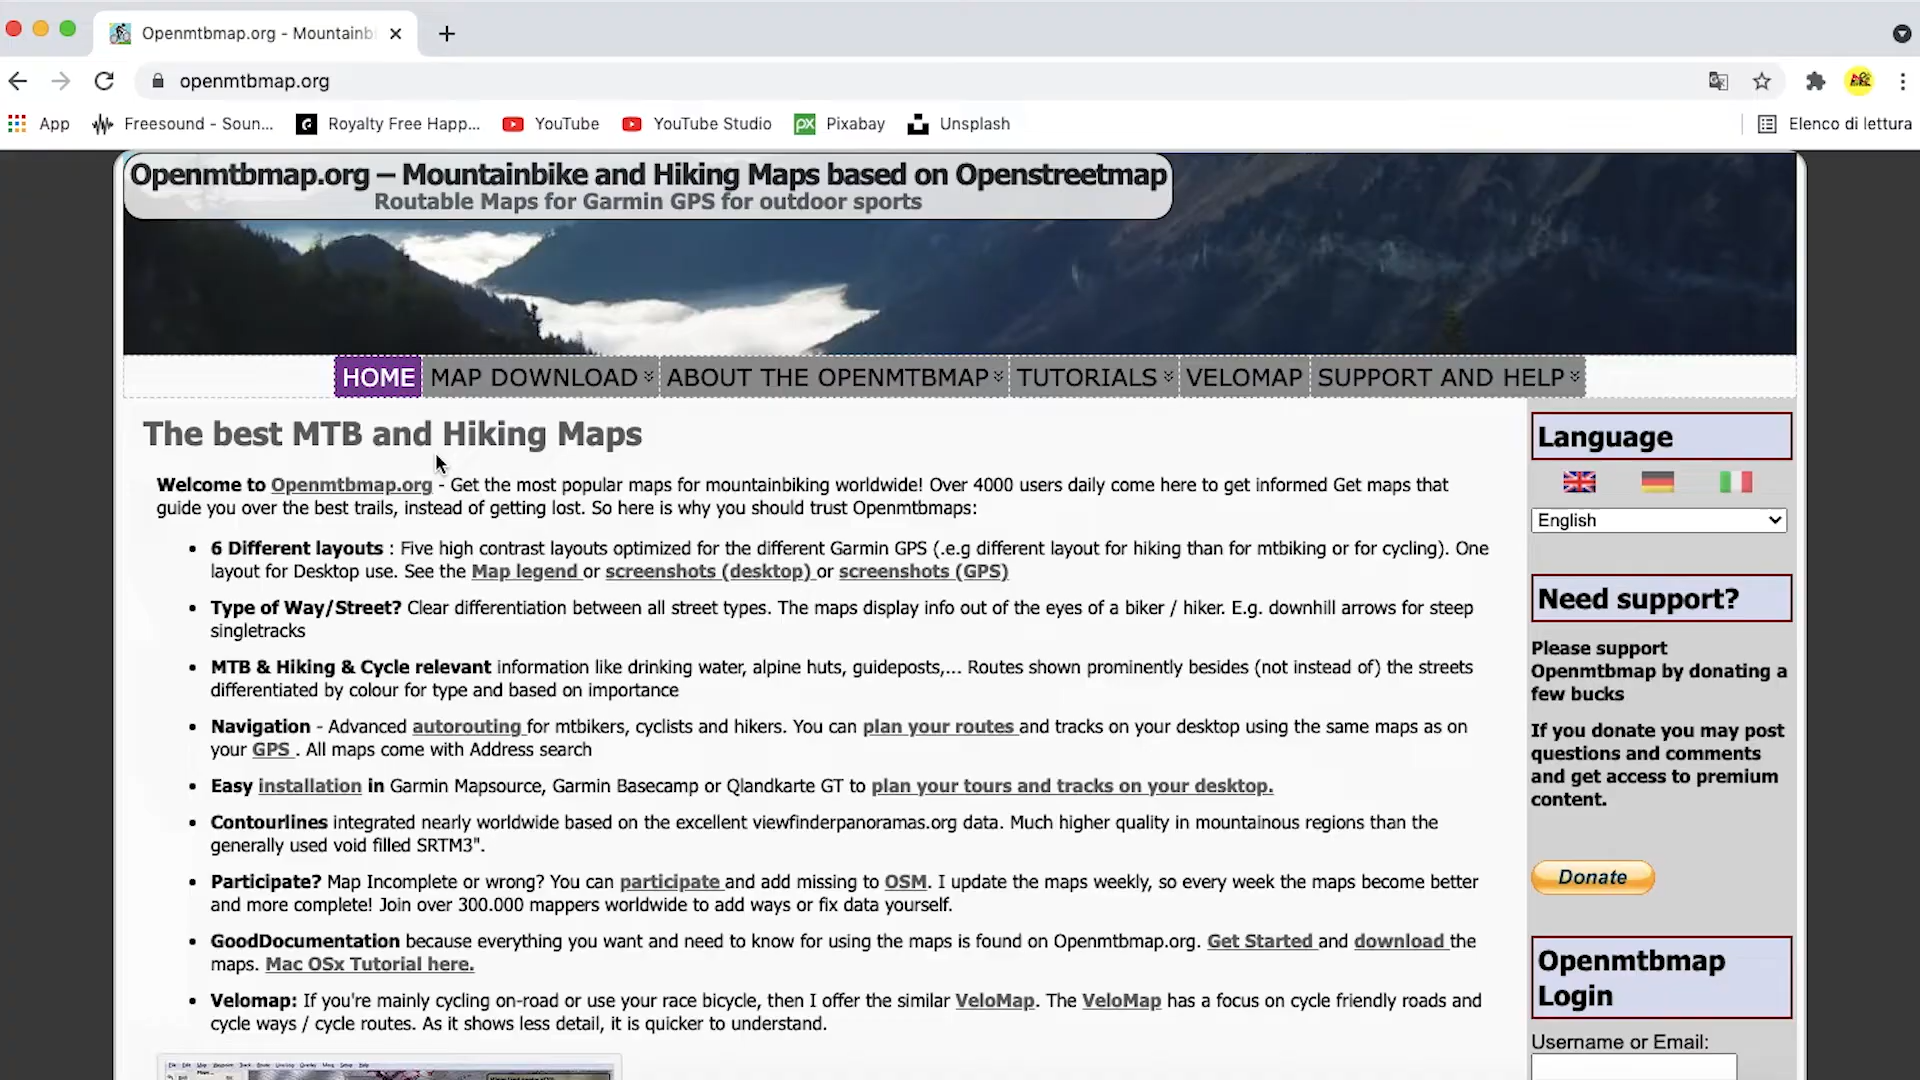 Openmtbmap.org - Mountainb
openmtbmap.org
App
Freesound - Soun...
Royalty Free Happ...
YouTube
YouTube Studio
Pixabay
Unsplash
Elenco di lettura
Openmtbmap.org – Mountainbike and Hiking Maps based on Openstreetmap
Routable Maps for Garmin GPS for outdoor sports
HOME
MAP DOWNLOAD
ABOUT THE OPENMTBMAP
TUTORIALS
VELOMAP
SUPPORT AND HELP
The best MTB and Hiking Maps
Welcome to Openmtbmap.org - Get the most popular maps for mountainbiking worldwide! Over 4000 users daily come here to get informed Get maps that
guide you over the best trails, instead of getting lost. So here is why you should trust Openmtbmaps:
• 6 Different layouts : Five high contrast layouts optimized for the different Garmin GPS (.e.g different layout for hiking than for mtbiking or for cycling). One
layout for Desktop use. See the Map legend or screenshots (desktop) or screenshots (GPS)
• Type of Way/Street? Clear differentiation between all street types. The maps display info out of the eyes of a biker / hiker. E.g. downhill arrows for steep
singletracks
• MTB & Hiking & Cycle relevant information like drinking water, alpine huts, guideposts,... Routes shown prominently besides (not instead of) the streets
differentiated by colour for type and based on importance
• Navigation - Advanced autorouting for mtbikers, cyclists and hikers. You can plan your routes and tracks on your desktop using the same maps as on
your GPS . All maps come with Address search
• Easy installation in Garmin Mapsource, Garmin Basecamp or Qlandkarte GT to plan your tours and tracks on your desktop.
• Contourlines integrated nearly worldwide based on the excellent viewfinderpanoramas.org data. Much higher quality in mountainous regions than the
generally used void filled SRTM3".
• Participate? Map Incomplete or wrong? You can participate and add missing to OSM. I update the maps weekly, so every week the maps become better
and more complete! Join over 300.000 mappers worldwide to add ways or fix data yourself.
• GoodDocumentation because everything you want and need to know for using the maps is found on Openmtbmap.org. Get Started and download the
maps. Mac OSx Tutorial here.
• Velomap: If you're mainly cycling on-road or use your race bicycle, then I offer the similar VeloMap. The VeloMap has a focus on cycle friendly roads and
cycle ways / cycle routes. As it shows less detail, it is quicker to understand.
Language
English
Need support?
Please support
Openmtbmap by donating a
few bucks
If you donate you may post
questions and comments
and get access to premium
content.
Donate
Openmtbmap
Login
Username or Email: